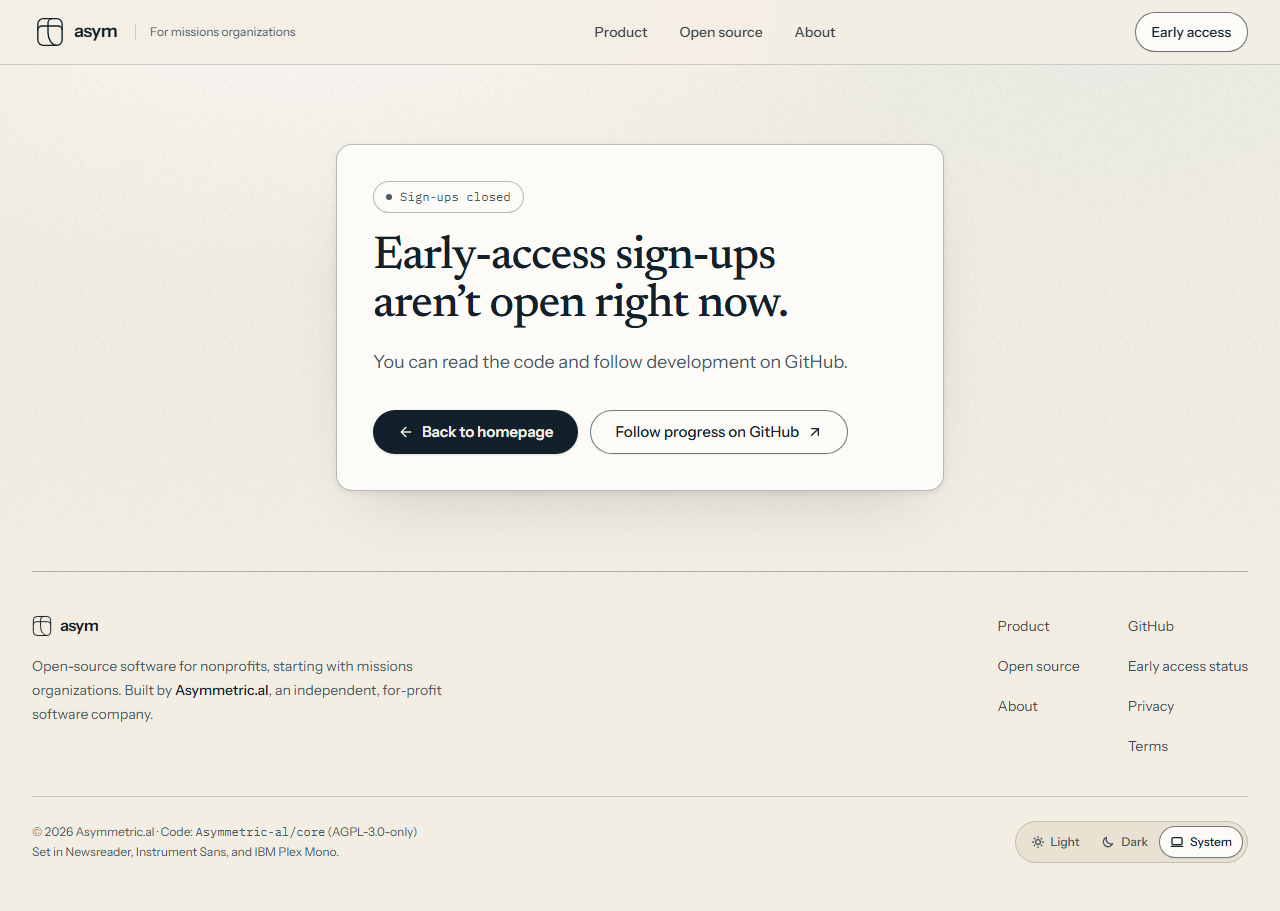 asym
For missions organizations
Product
Open source
About
Early access
Sign-ups closed
Early-access sign-ups
aren’t open right now.
You can read the code and follow development on GitHub.
Back to homepage
Follow progress on GitHub
asym
Open-source software for nonprofits, starting with missions
organizations. Built by Asymmetric.al, an independent, for-profit
software company.
Product
Open source
About
GitHub
Early access status
Privacy
Terms
© 2026 Asymmetric.al · Code: Asymmetric-al/core (AGPL-3.0-only)
Set in Newsreader, Instrument Sans, and IBM Plex Mono.
Light
Dark
System